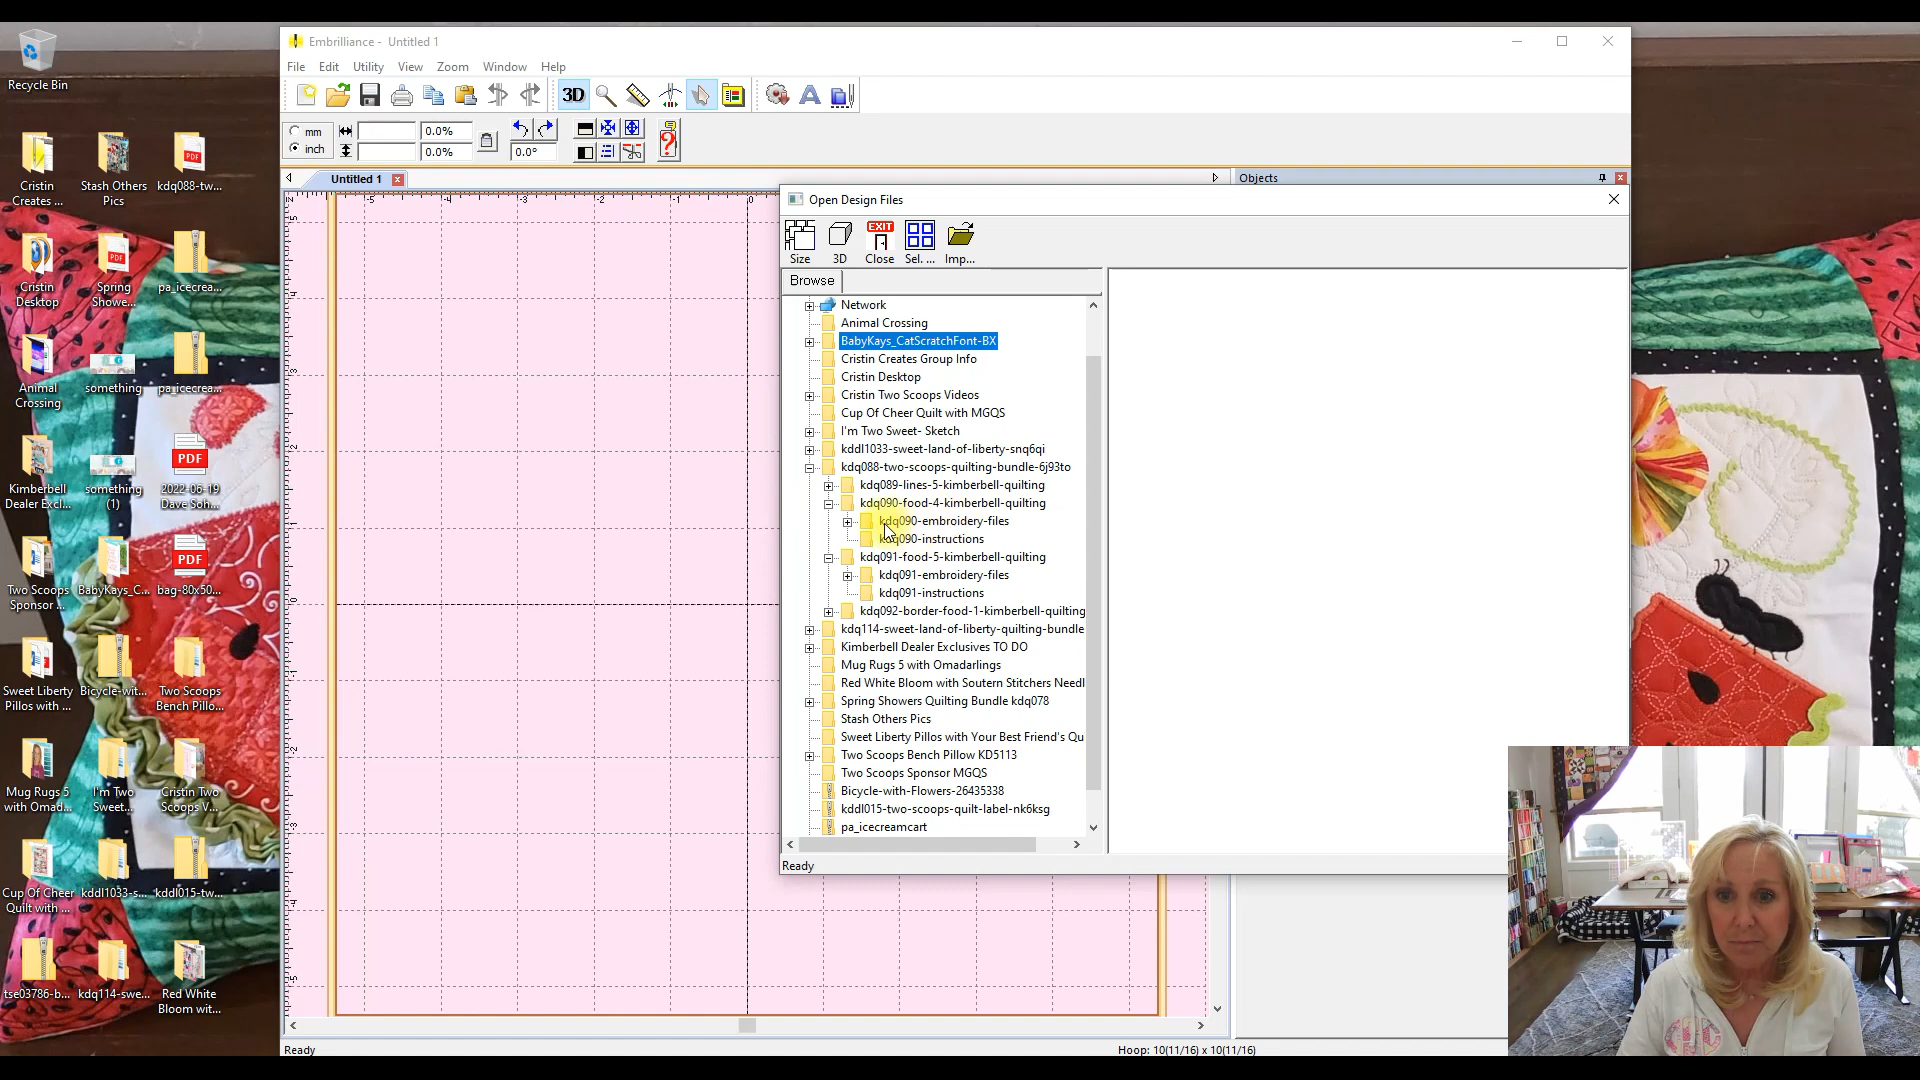 Recycle Bin
Cristin Creates ...
Stash Others Pics
kdq088-tw...
Cristin Desktop
Spring Showe...
pa_icecrea...
Animal Crossing
something
pa_icecrea...
Kimberbell Dealer Excl...
something (1)
2022-06-19 Dave Soh...
PDF
PDF
PDF
PDF
Two Scoops Sponsor ...
BabyKays_C...
bag-80x50...
Sweet Liberty Pillos with ...
Bicycle-wit...
Two Scoops Bench Pillo...
Mug Rugs 5 with Omad...
I'm Two Sweet...
Cristin Two Scoops V...
Cup Of Cheer Quilt with ...
kddl1033-s...
kddl015-tw...
tse03786-b...
kdq114-swe...
Red White Bloom wit...
Embrilliance - Untitled 1
File Edit Utility View Zoom Window Help
3D
mm
inch
0.0%
0.0%
0.0°
Untitled 1
Objects
-5 -4 -3 -2 -1 0
Open Design Files
EXIT
Size 3D Close Sel. ... Imp...
Browse
Network
Animal Crossing
BabyKays_CatScratchFont-BX
Cristin Creates Group Info
Cristin Desktop
Cristin Two Scoops Videos
Cup Of Cheer Quilt with MGQS
I'm Two Sweet- Sketch
kddl1033-sweet-land-of-liberty-snq6qi
kdq088-two-scoops-quilting-bundle-6j93to
kdq089-lines-5-kimberbell-quilting
kdq090-food-4-kimberbell-quilting
kdq090-embroidery-files
kdq090-instructions
kdq091-food-5-kimberbell-quilting
kdq091-embroidery-files
kdq091-instructions
kdq092-border-food-1-kimberbell-quilting
kdq114-sweet-land-of-liberty-quilting-bundle
Kimberbell Dealer Exclusives TO DO
Mug Rugs 5 with Omadarlings
Red White Bloom with Soutern Stitchers Needl
Spring Showers Quilting Bundle kdq078
Stash Others Pics
Sweet Liberty Pillos with Your Best Friend's Qu
Two Scoops Bench Pillow KD5113
Two Scoops Sponsor MGQS
Bicycle-with-Flowers-26435338
kddl015-two-scoops-quilt-label-nk6ksg
pa_icecreamcart
Ready
Ready
Hoop: 10(11/16) x 10(11/16)